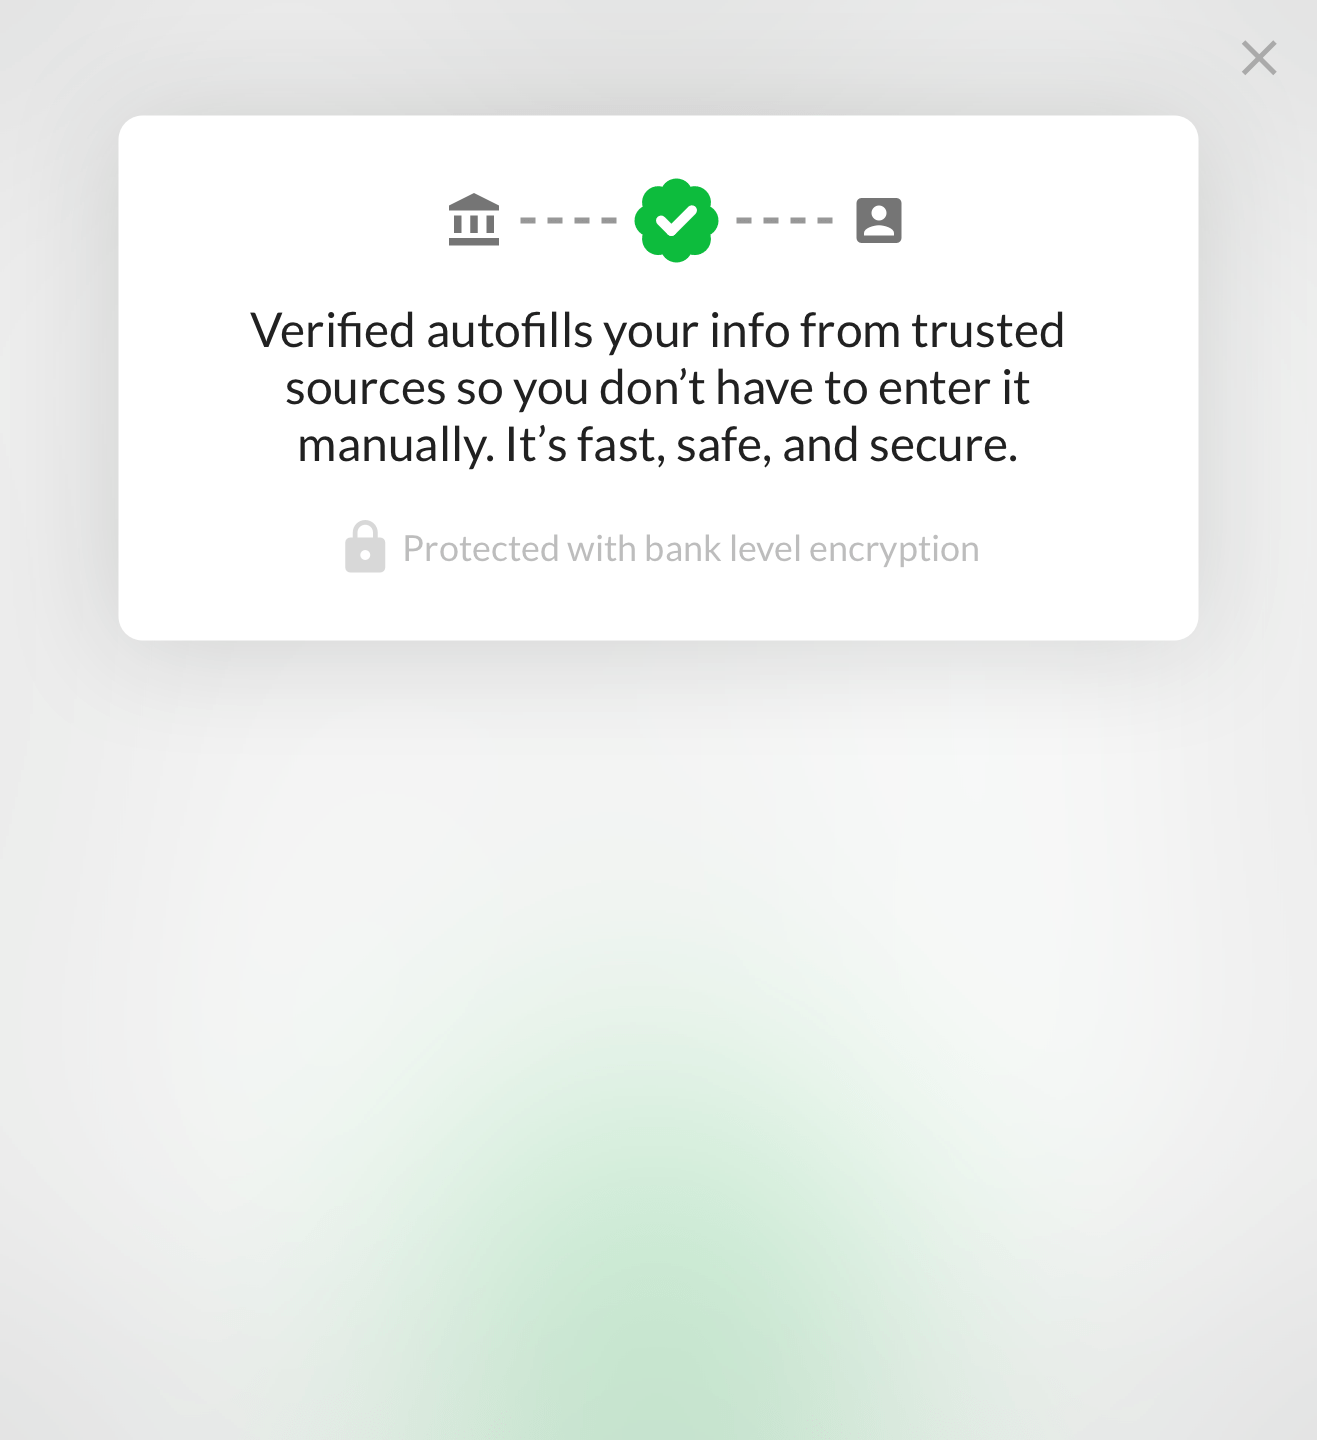 Verified autofills your info from trusted
sources so you don’t have to enter it
manually. It’s fast, safe, and secure.
Protected with bank level encryption